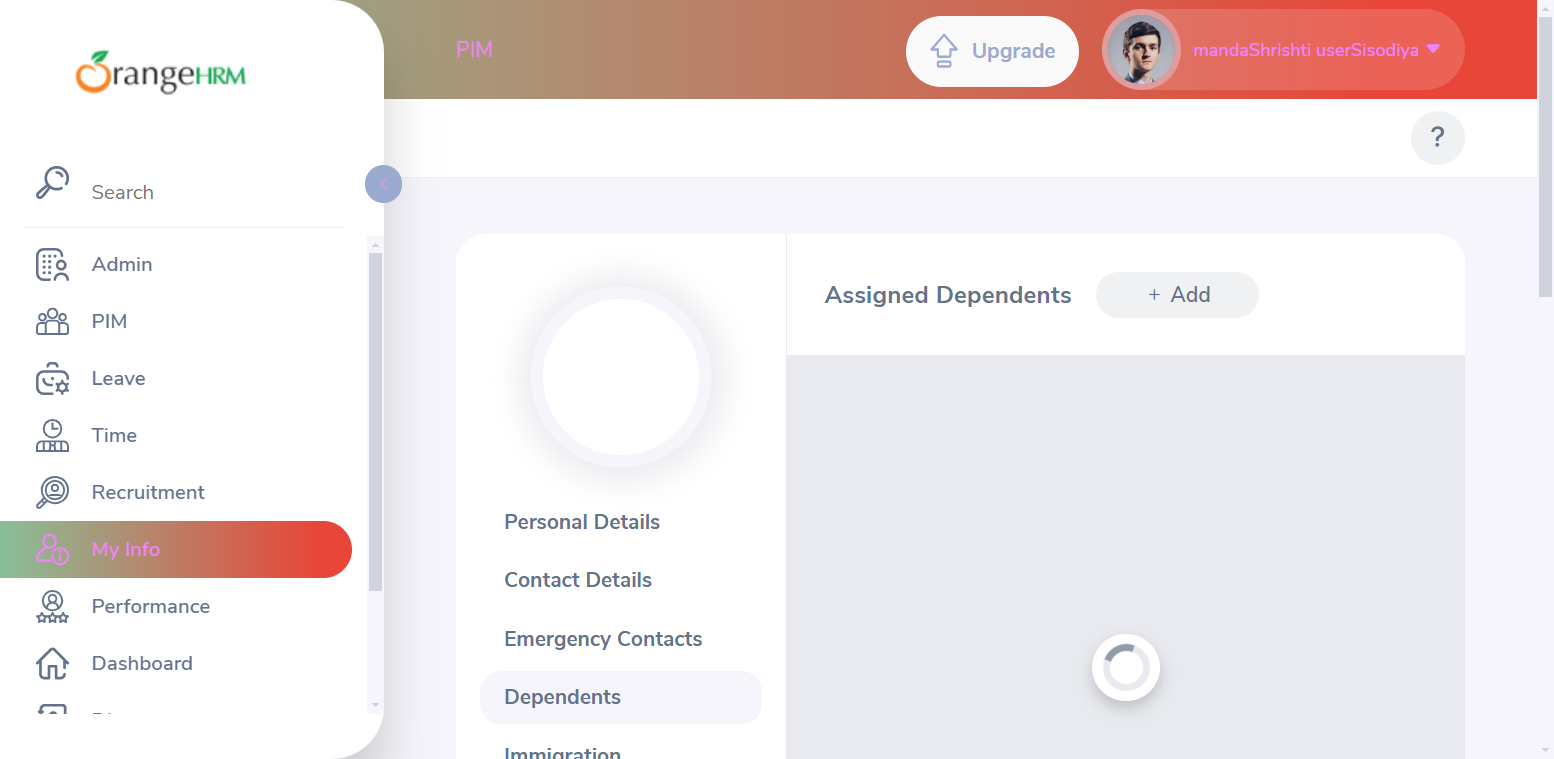 OrangeHRM
PIM
Upgrade
mandaShrishti userSisodiya
?
Search
Admin
PIM
Leave
Time
Recruitment
My Info
Performance
Dashboard
Assigned Dependents
+ Add
Personal Details
Contact Details
Emergency Contacts
Dependents
Immigration